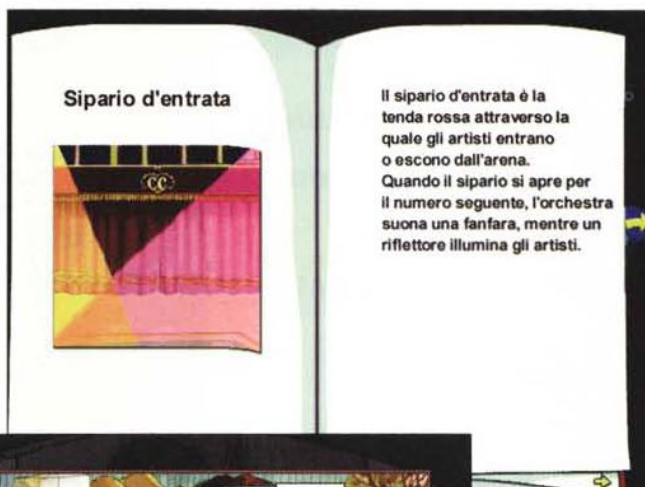 Sipario d'entrata
CC
Il sipario d'entrata è la
tenda rossa attraverso la
quale gli artisti entrano
o escono dall'arena.
Quando il sipario si apre per
il numero seguente, l'orchestra
suona una fanfara, mentre un
riflettore illumina gli artisti.